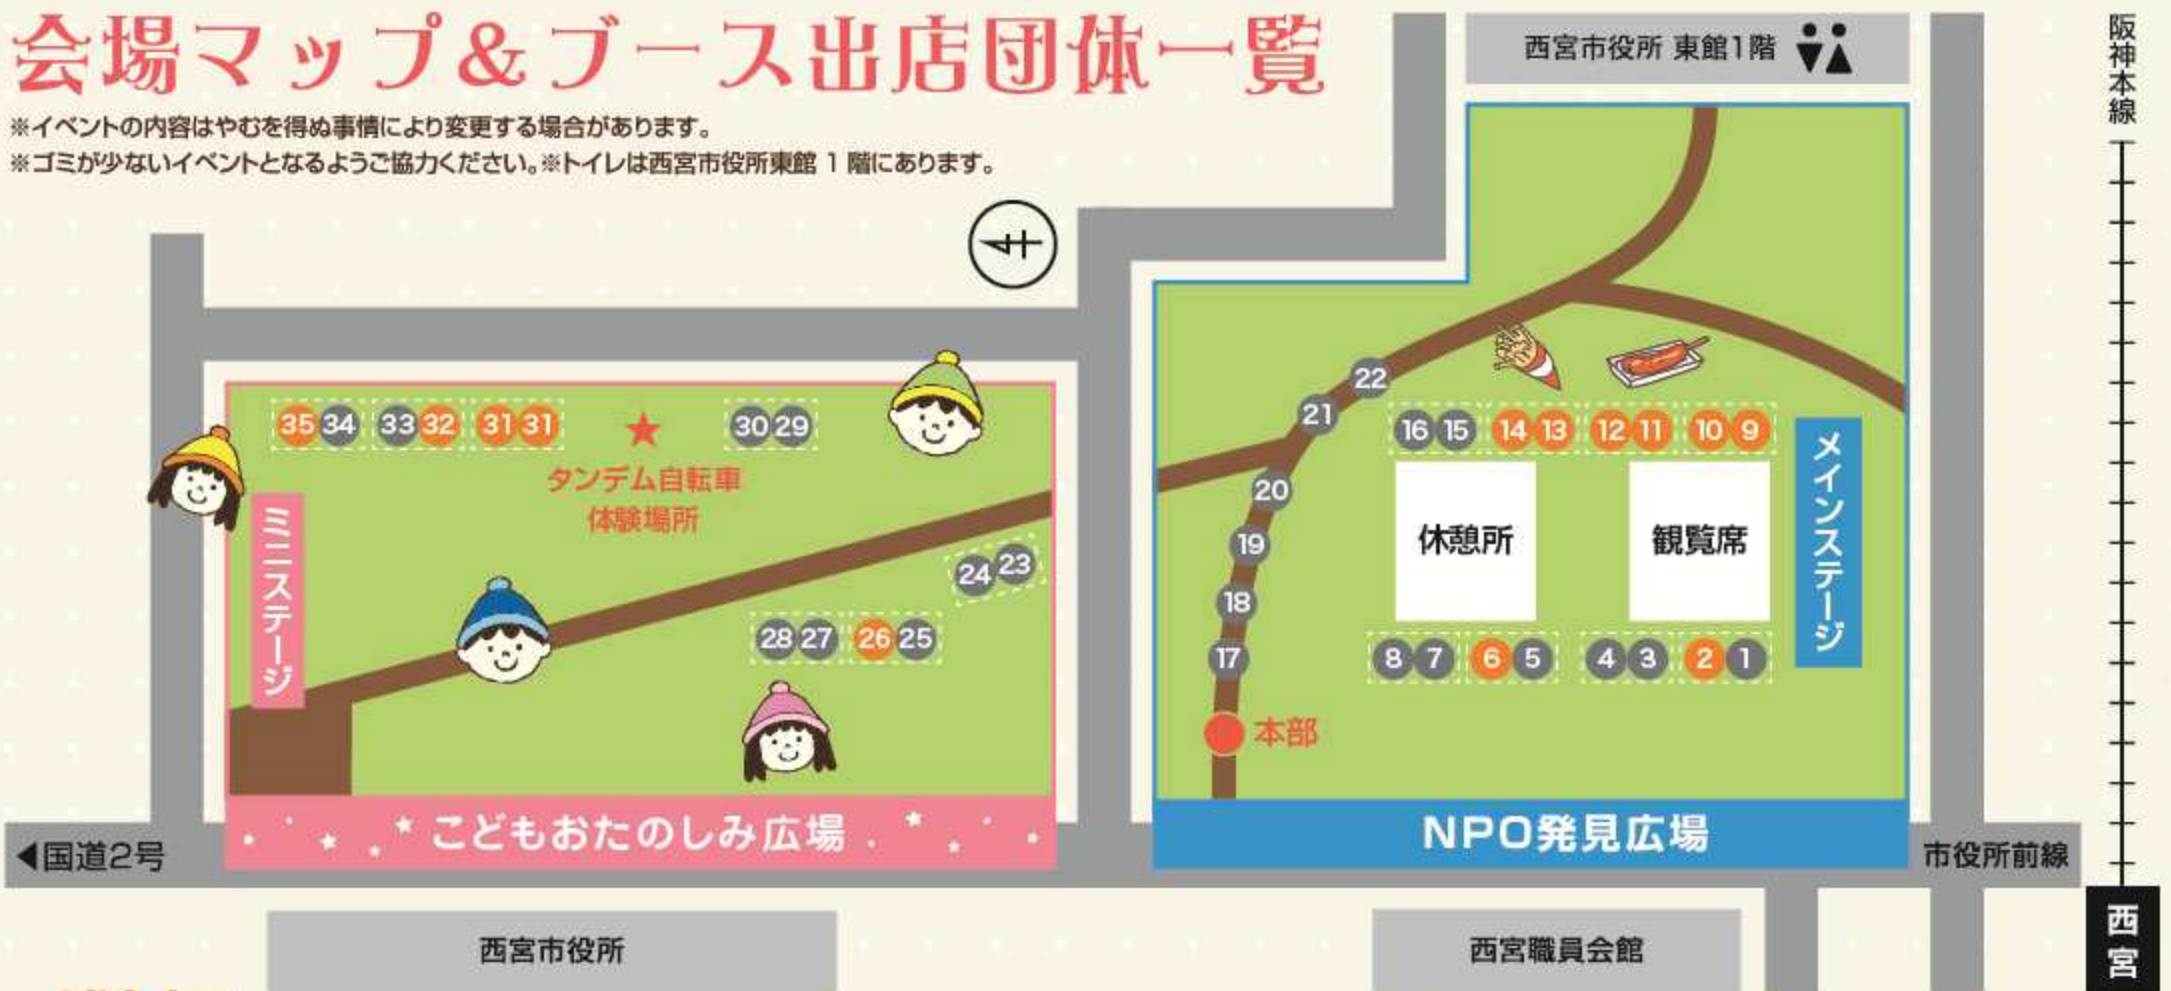 会場マップ&ブース出店団体一覧
※イベントの内容はやむを得ぬ事情により変更する場合があります。
※ゴミが少ないイベントとなるようご協力ください。※トイレは西宮市役所東館 1 階にあります。
西宮市役所 東館1階
阪神本線
35 34 33 32 31 31
30 29
タンデム自転車
体験場所
ミニステージ
24 23
28 27 26 25
こどもおたのしみ広場
22
21
20
19
18
17
本部
16 15 14 13 12 11 10 9
休憩所
観覧席
メインステージ
8 7 6 5 4 3 2 1
NPO発見広場
◀国道2号
市役所前線
西宮市役所
西宮職員会館
西宮